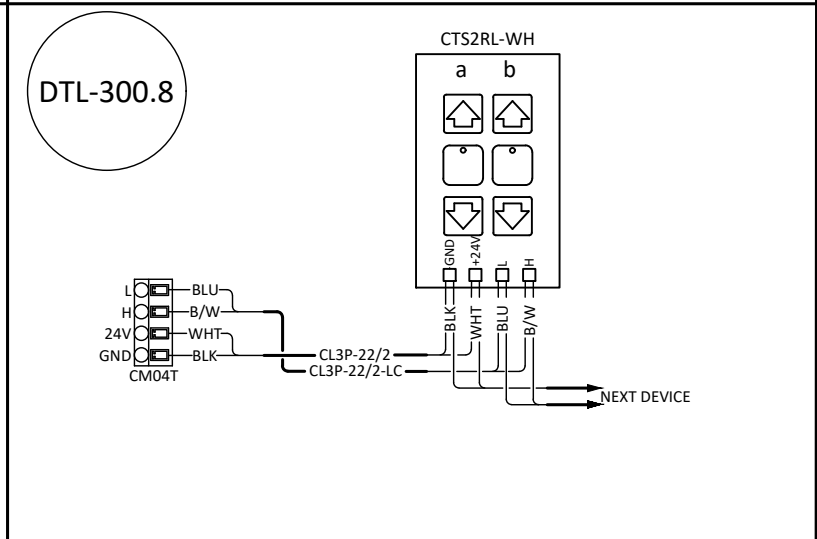 DTL-300.8
CTS2RL-WH
a b
GND
+24V
L
H
BLK
WHT
BLU
B/W
L BLU
H B/W
24V WHT
GND BLK
CM04T
CL3P-22/2
CL3P-22/2-LC
NEXT DEVICE